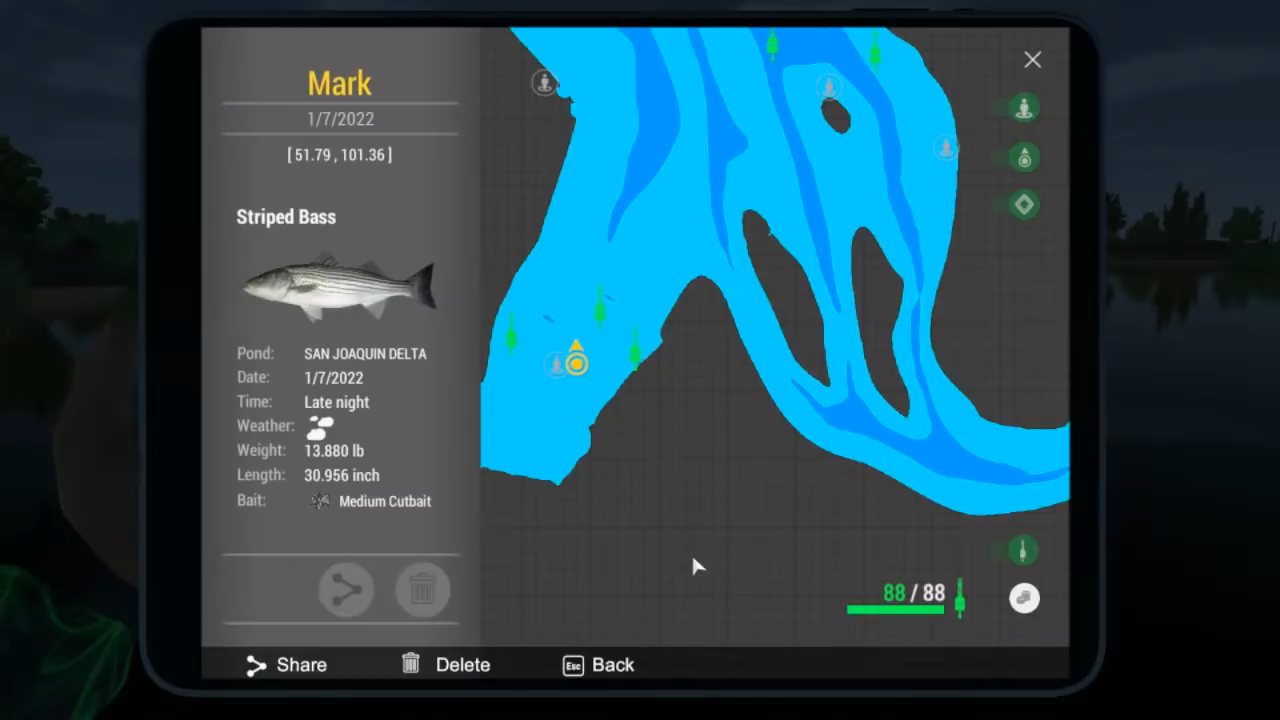 Mark
1/7/2022
[ 51.79 , 101.36 ]
Striped Bass
Pond: SAN JOAQUIN DELTA
Date: 1/7/2022
Time: Late night
Weather:
Weight: 13.880 lb
Length: 30.956 inch
Bait: Medium Cutbait
88 / 88
Share
Delete
Esc Back